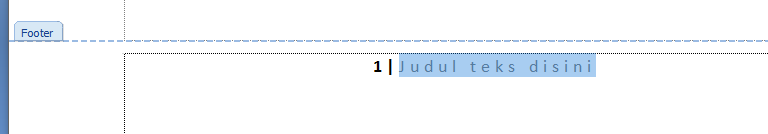 Footer
1 | Judul teks disini